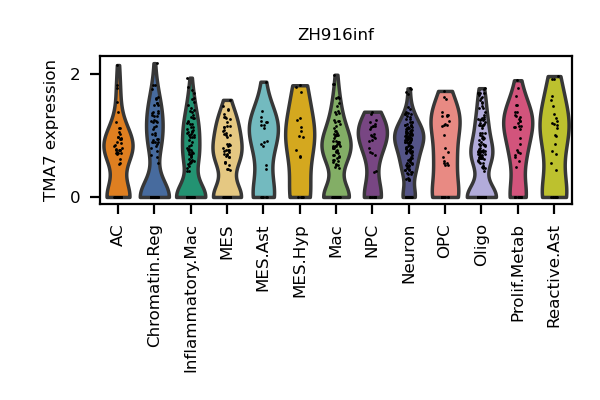 ZH916inf
TMA7 expression
2
0
AC
Chromatin.Reg
Inflammatory.Mac
MES
MES.Ast
MES.Hyp
Mac
NPC
Neuron
OPC
Oligo
Prolif.Metab
Reactive.Ast